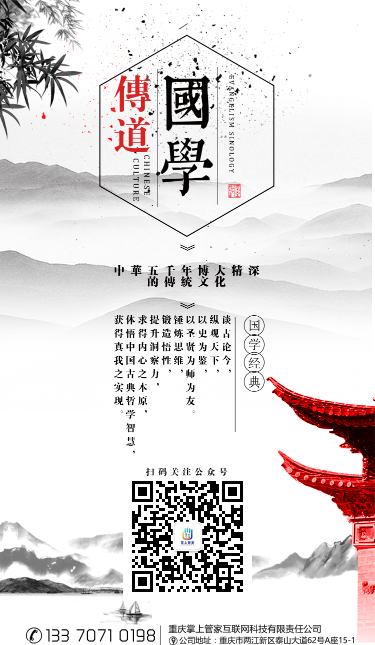 國學
傳道
EVANGELISM SINOLOGY
CHINESE
CULTURE
中華五千年博大精深
的傳統文化
国学经典
谈古论今，
纵观天下，
以史为鉴，
以圣贤为师为友。
锤炼思维，
锻造悟性，
提升洞察力，
求得内心之本原，
体悟中国古典哲学智慧，
获得真我之实现。
扫码关注公众号
133 7071 0198
重庆掌上管家互联网科技有限责任公司
公司地址：重庆市两江新区泰山大道62号A座15-1